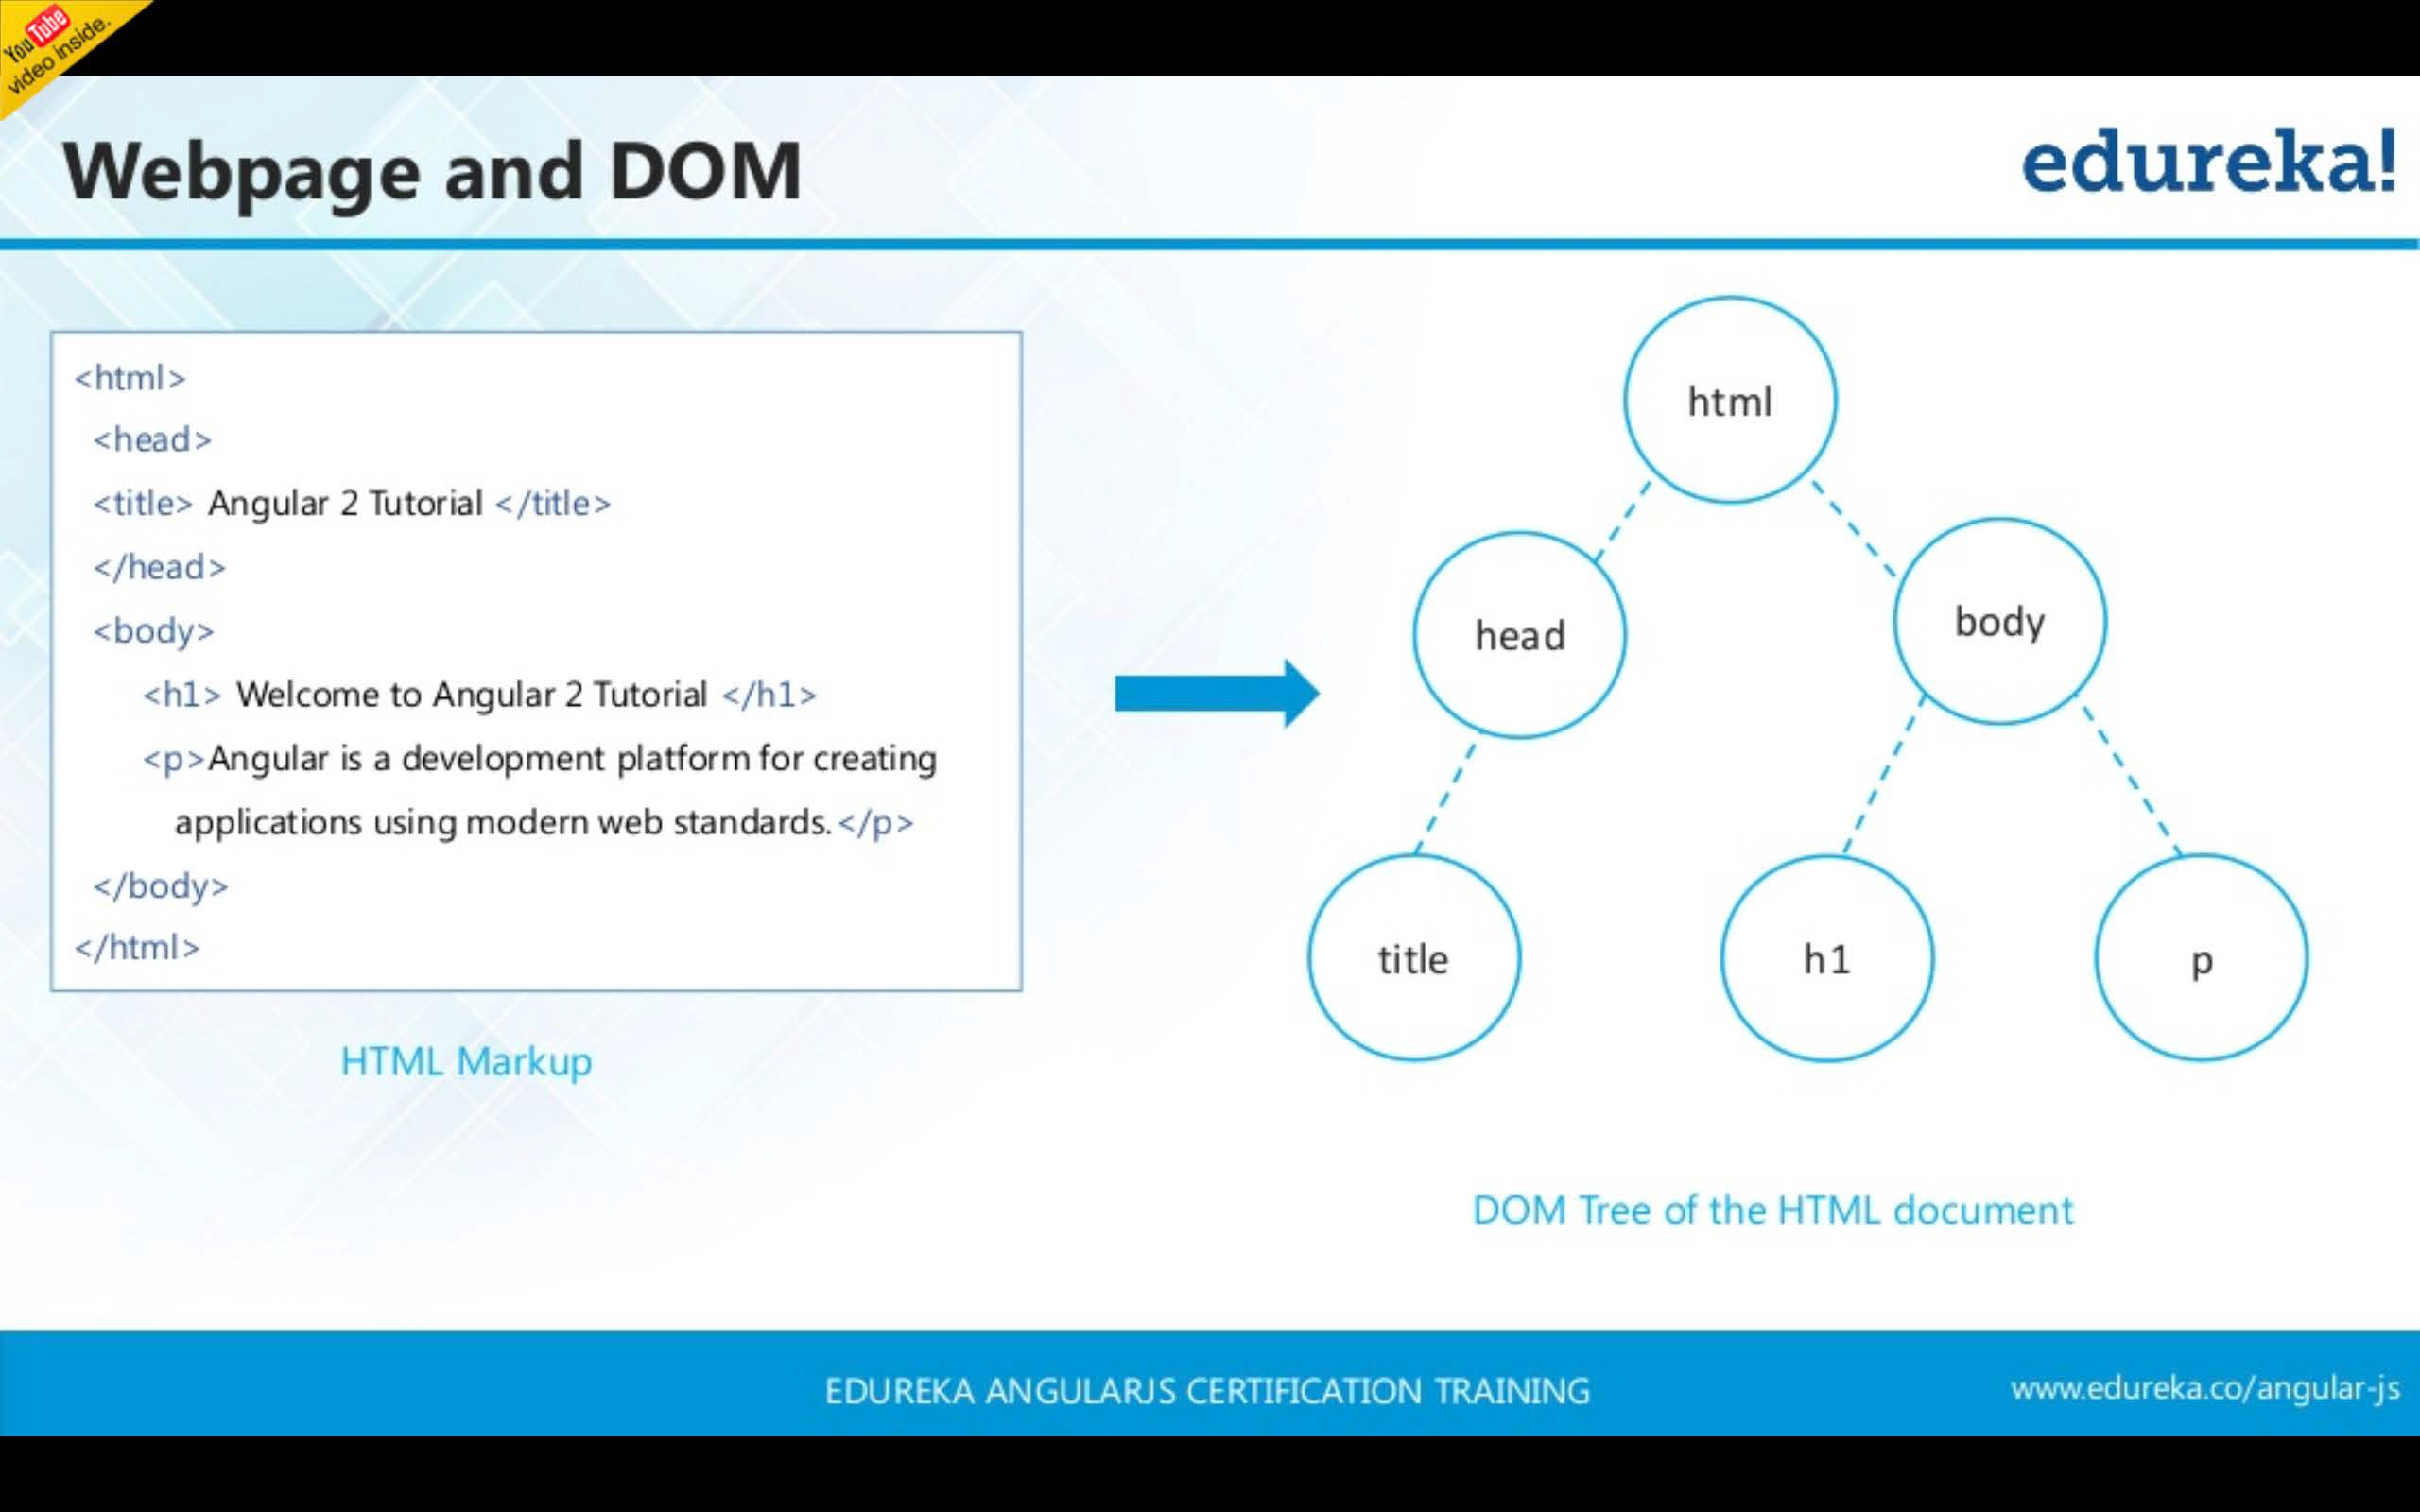 YouTube
video inside.
Webpage and DOM
edureka!
<html>
<head>
<title> Angular 2 Tutorial </title>
</head>
<body>
<h1> Welcome to Angular 2 Tutorial </h1>
<p>Angular is a development platform for creating
applications using modern web standards.</p>
</body>
</html>
HTML Markup
html
head
body
title
h1
p
DOM Tree of the HTML document
EDUREKA ANGULARJS CERTIFICATION TRAINING
www.edureka.co/angular-js